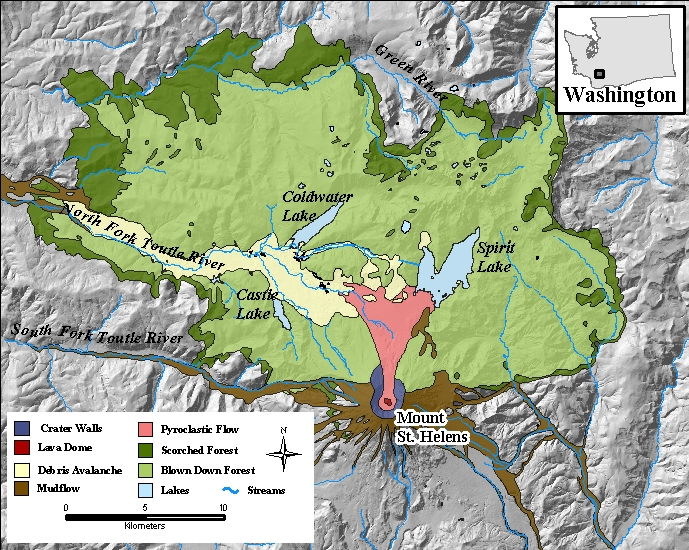 Green River
Washington
Coldwater
Lake
North Fork Toutle River
Spirit
Lake
Castle
Lake
South Fork Toutle River
Mount
St. Helens
Crater Walls
Pyroclastic Flow
N
Lava Dome
Scorched Forest
Debris Avalanche
Blown Down Forest
Mudflow
Lakes
Streams
0 5 10
Kilometers